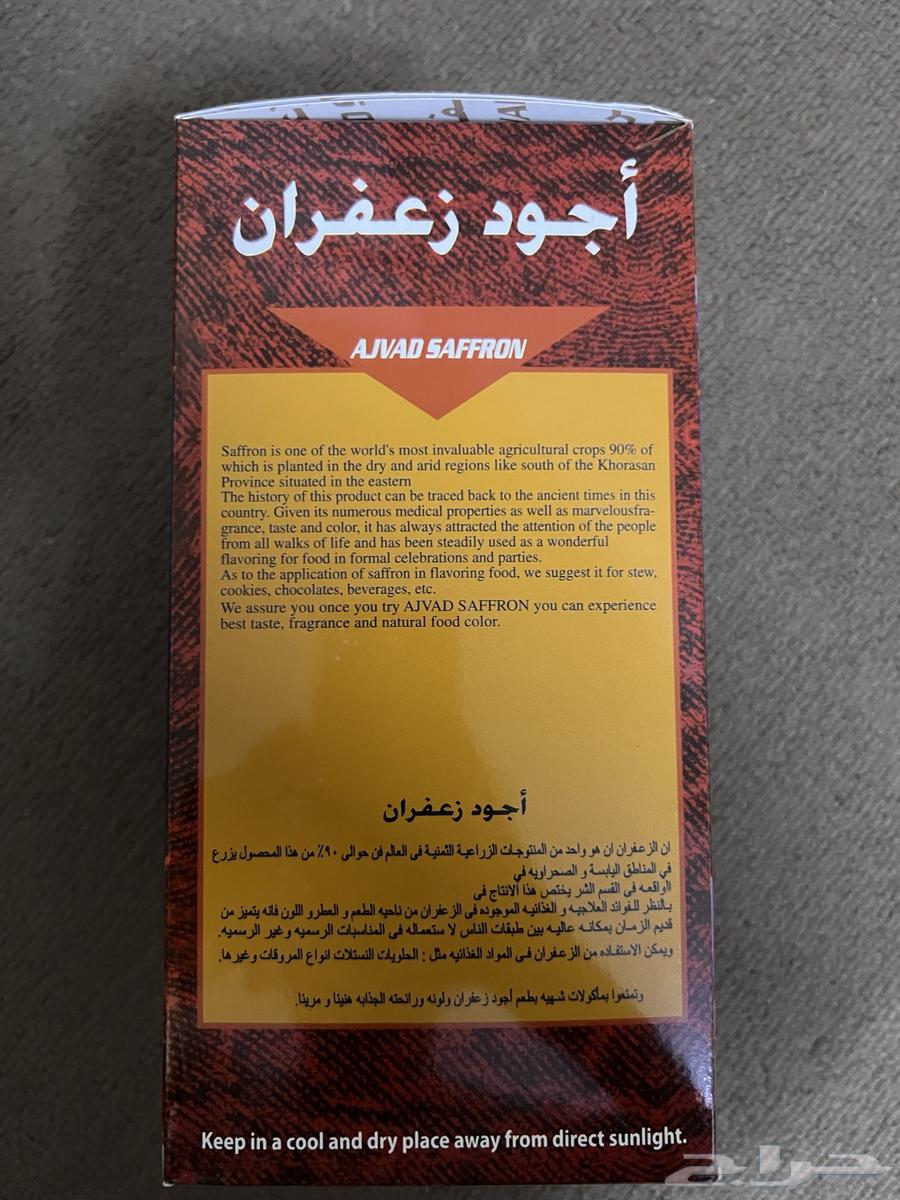 أجود زعفران
AJVAD SAFFRON
Saffron is one of the world's most invaluable agricultural crops 90% of
which is planted in the dry and arid regions like south of the Khorasan
Province situated in the eastern
The history of this product can be traced back to the ancient times in this
country. Given its numerous medical properties as well as marvelousfra-
grance, taste and color, it has always attracted the attention of the people
from all walks of life and has been steadily used as a wonderful
flavoring for food in formal celebrations and parties.
As to the application of saffron in flavoring food, we suggest it for stew,
cookies, chocolates, beverages, etc.
We assure you once you try AJVAD SAFFRON you can experience
best taste, fragrance and natural food color.
أجود زعفران
ان الزعفران ان هو واحد من المنتوجات الزراعية الثمنية فى العالم فن حوالى ٩٠٪ من هذا المحصول يزرع
في المناطق اليابسة و الصحراويه في
الواقعه فى القسم الشر يختص هذا الانتاج فى
بالنظر للفوائد العلاجيه و الغذائيه الموجوده فى الزعفران من ناحيه الطعم و العطرو اللون فانه يتميز من
قديم الزمان بمكانه عاليه بين طبقات الناس لا ستعماله فى المناسبات الرسميه وغير الرسميه.
ويمكن الاستفاده من الزعفران فى المواد الغذائيه مثل : الحلويات النستلات انواع المروقات وغيرها.
وتمتعوا بمأكولات شهيه بطعم أجود زعفران ولونه ورائحته الجذابه هنيئا و مريئا.
Keep in a cool and dry place away from direct sunlight.
حراج